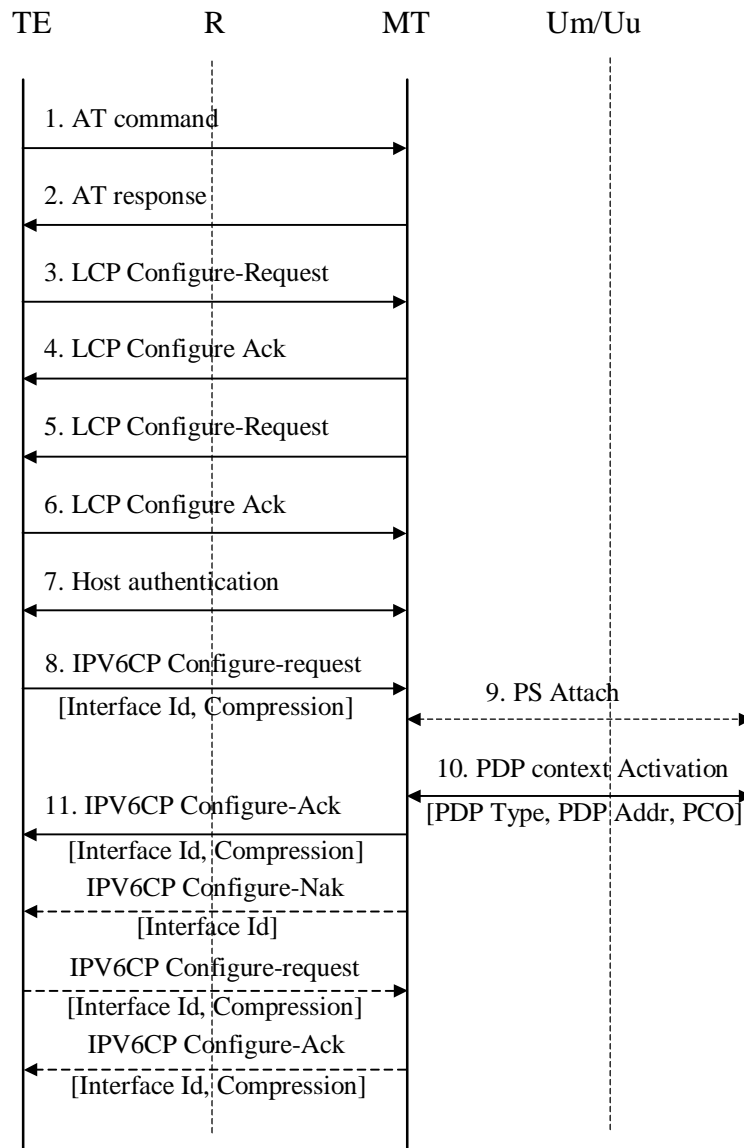 TE R MT Um/Uu
1. AT command
2. AT response
3. LCP Configure-Request
4. LCP Configure Ack
5. LCP Configure-Request
6. LCP Configure Ack
7. Host authentication
8. IPV6CP Configure-request
[Interface Id, Compression]
9. PS Attach
10. PDP context Activation
[PDP Type, PDP Addr, PCO]
11. IPV6CP Configure-Ack
[Interface Id, Compression]
IPV6CP Configure-Nak
[Interface Id]
IPV6CP Configure-request
[Interface Id, Compression]
IPV6CP Configure-Ack
[Interface Id, Compression]